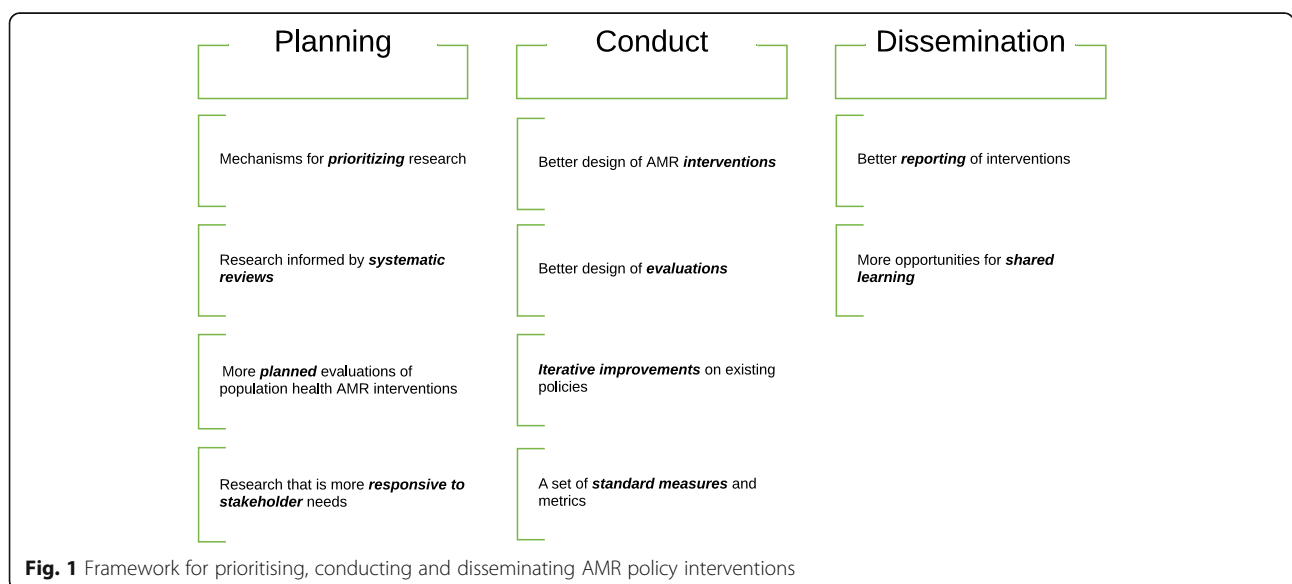 Planning
Mechanisms for prioritizing research
Research informed by systematic
reviews
More planned evaluations of
population health AMR interventions
Research that is more responsive to
stakeholder needs
Conduct
Better design of AMR interventions
Better design of evaluations
Iterative improvements on existing
policies
A set of standard measures and
metrics
Dissemination
Better reporting of interventions
More opportunities for shared
learning
Fig. 1 Framework for prioritising, conducting and disseminating AMR policy interventions